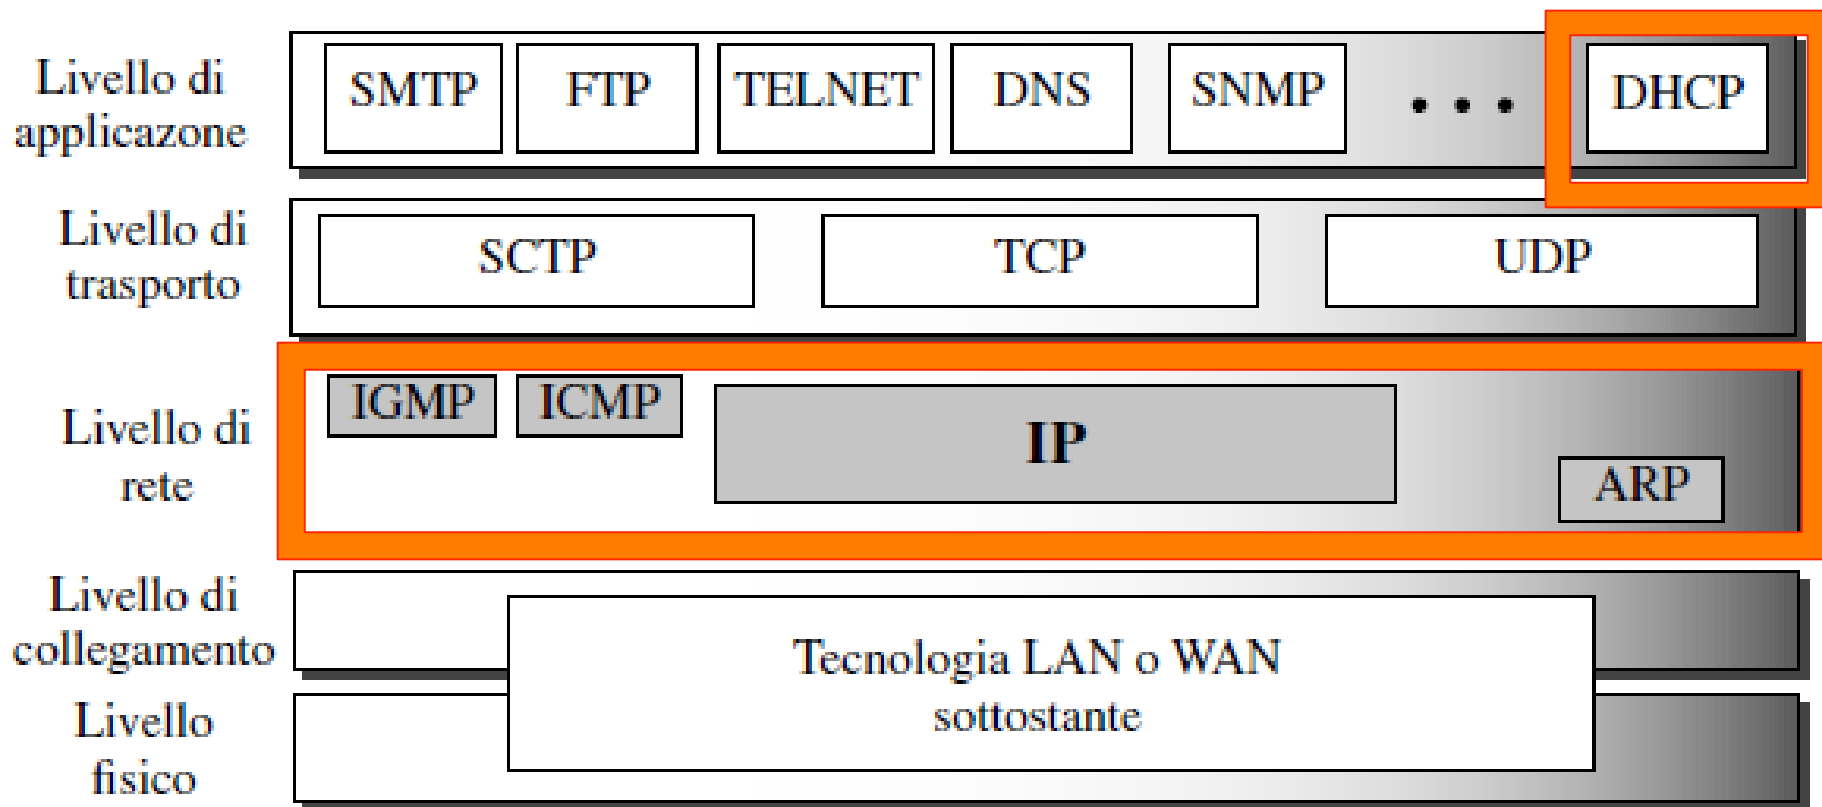 Livello di
applicazone
SMTP
FTP
TELNET
DNS
SNMP
. . .
DHCP
Livello di
trasporto
SCTP
TCP
UDP
Livello di
rete
IGMP
ICMP
IP
ARP
Livello di
collegamento
Tecnologia LAN o WAN
sottostante
Livello
fisico